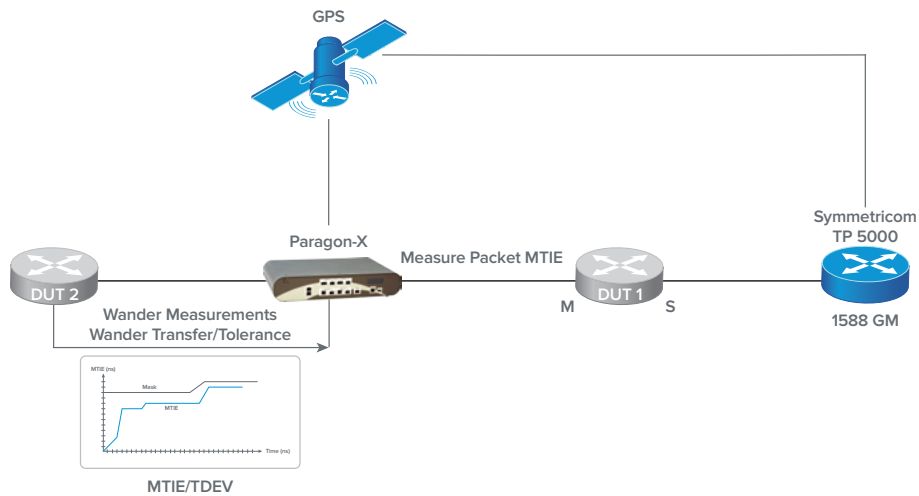 GPS
Symmetricom
TP 5000
Paragon-X
Measure Packet MTIE
DUT 2
DUT 1
M
S
1588 GM
Wander Measurements
Wander Transfer/Tolerance
MTIE (ns)
Mask
MTIE
Time (ns)
MTIE/TDEV